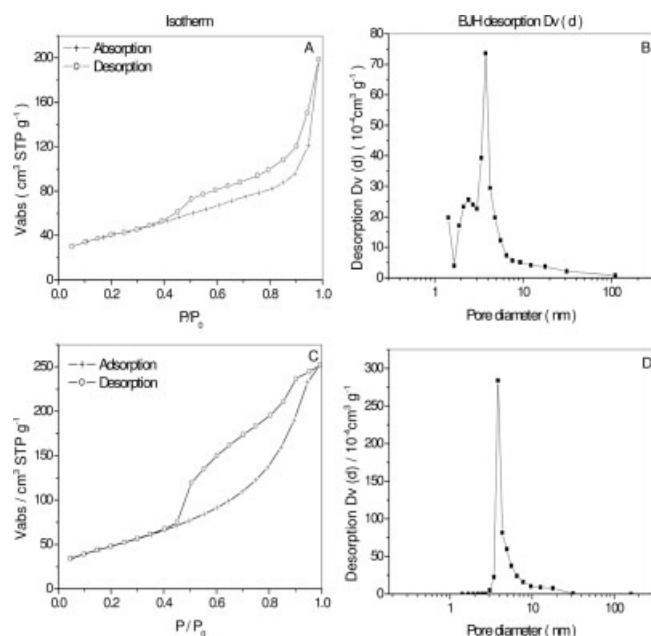 Isotherm
BJH desorption Dv ( d )
A
Absorption
Desorption
200
160
120
80
40
0
Vabs ( cm³ STP g⁻¹ )
0.0 0.2 0.4 0.6 0.8 1.0
P/P₀
B
80
70
60
50
40
30
20
10
0
Desorption Dv (d) ( 10⁻⁴cm³ g⁻¹ )
1 10 100
Pore diameter ( nm )
C
Adsorption
Desorption
250
200
150
100
50
0
Vabs / cm³ STP g⁻¹
0.0 0.2 0.4 0.6 0.8 1.0
P/P₀
D
300
250
200
150
100
50
0
Desorption Dv (d) / 10⁻⁴cm³ g⁻¹
1 10 100
Pore diameter ( nm )